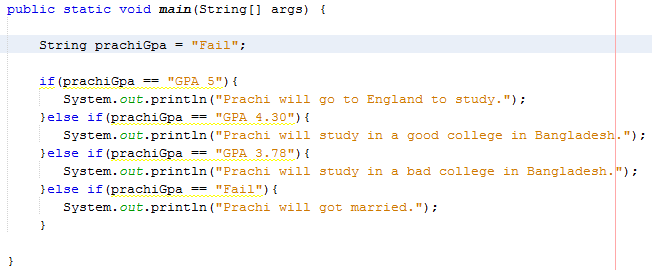 public static void main(String[] args) {
String prachiGpa = "Fail";
if(prachiGpa == "GPA 5"){
System.out.println("Prachi will go to England to study.");
}else if(prachiGpa == "GPA 4.30"){
System.out.println("Prachi will study in a good college in Bangladesh.");
}else if(prachiGpa == "GPA 3.78"){
System.out.println("Prachi will study in a bad college in Bangladesh.");
}else if(prachiGpa == "Fail"){
System.out.println("Prachi will got married.");
}
}